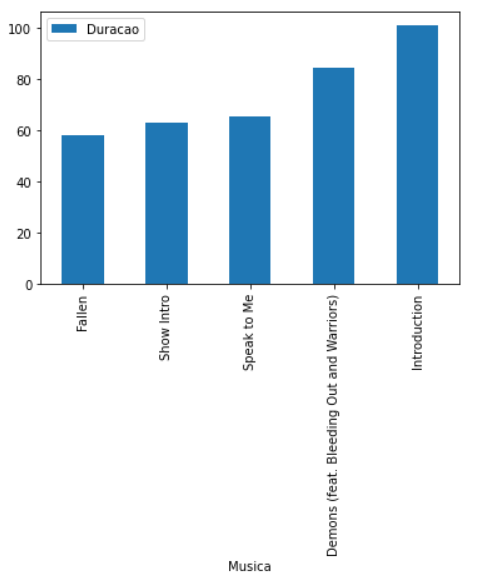 Duracao
100
80
60
40
20
0
Fallen
Show Intro
Speak to Me
Demons (feat. Bleeding Out and Warriors)
Introduction
Musica